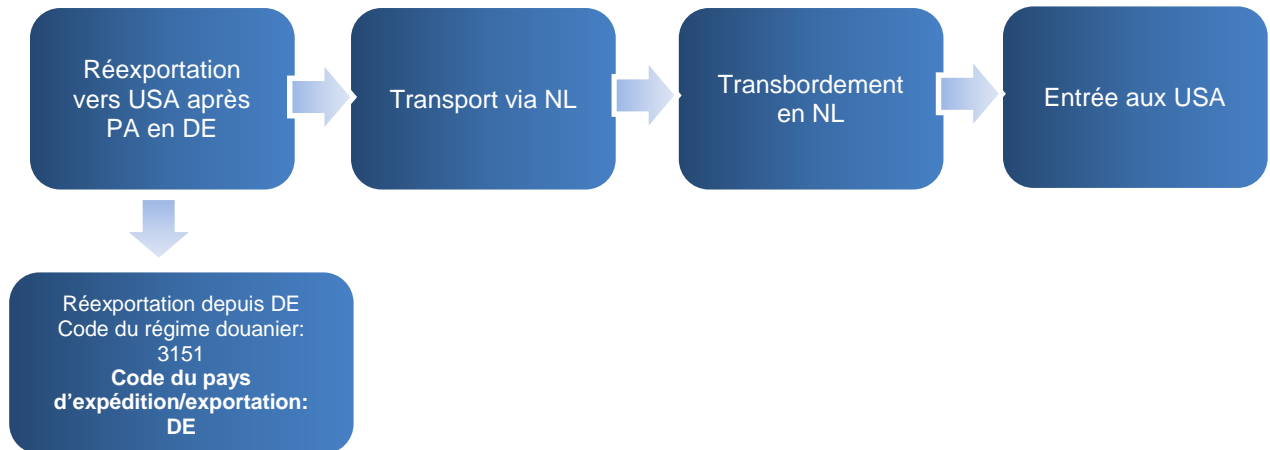 Réexportation
vers USA après
PA en DE
Transport via NL
Transbordement
en NL
Entrée aux USA
Réexportation depuis DE
Code du régime douanier:
3151
Code du pays
d’expédition/exportation:
DE